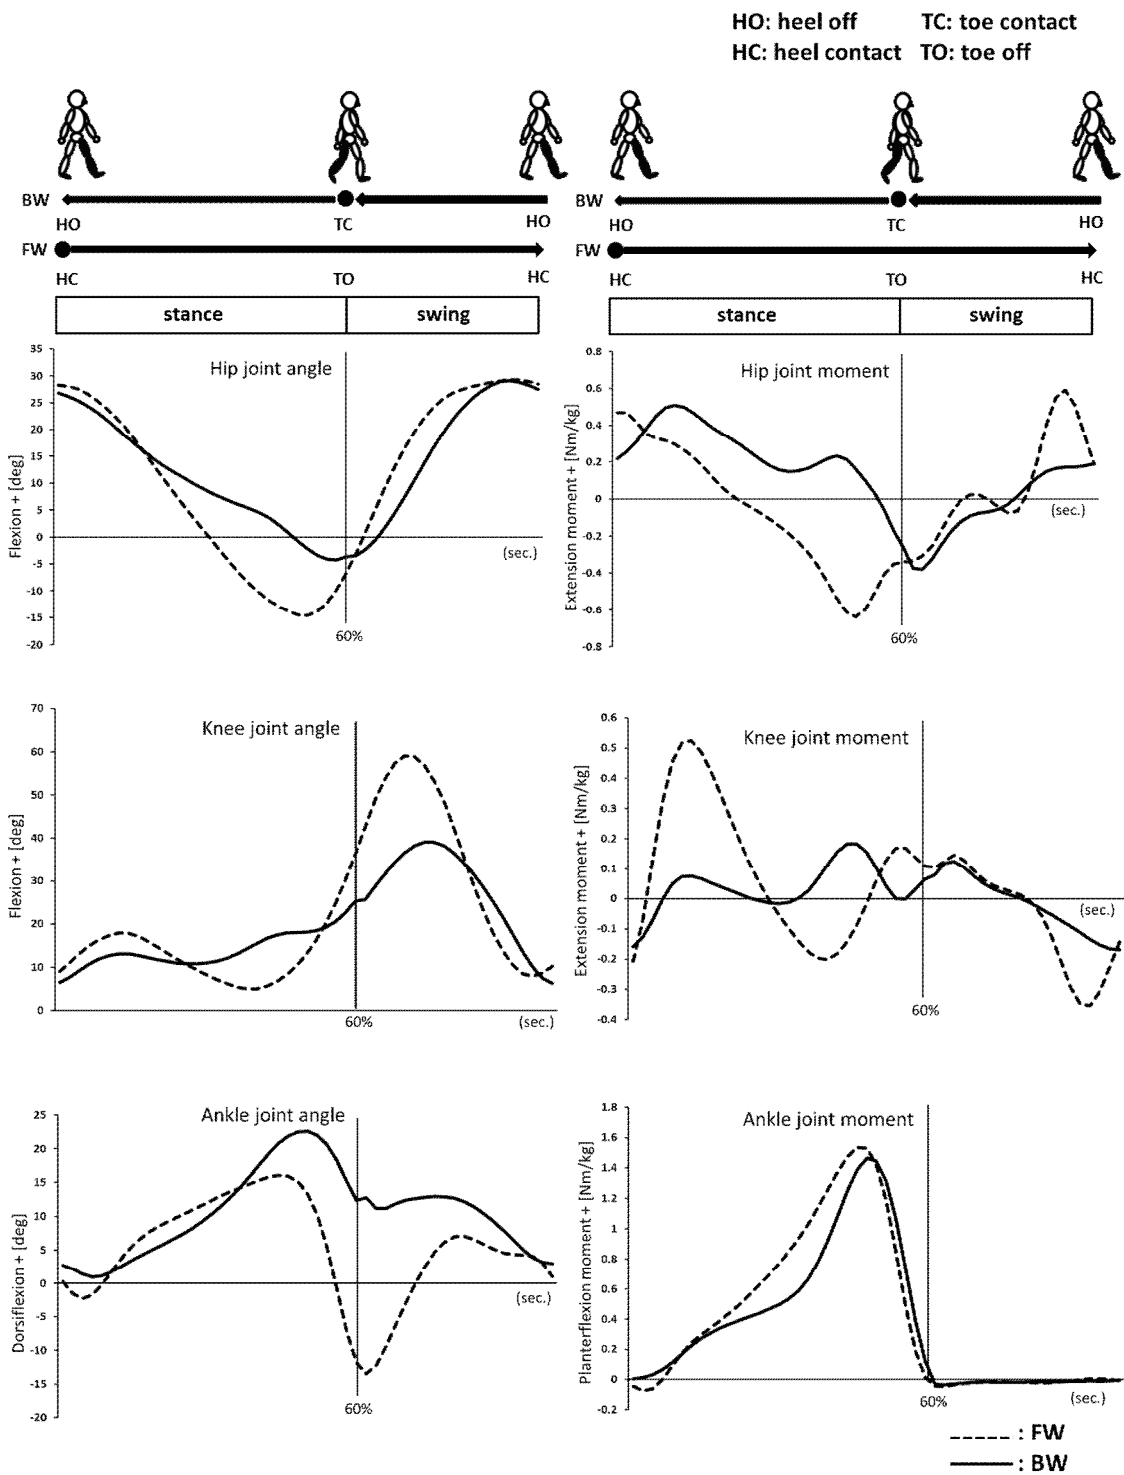 HO: heel off TC: toe contact
HC: heel contact TO: toe off
BW
HO TC HO
FW
HC TO HC
stance swing
BW
HO TC HO
FW
HC TO HC
stance swing
Hip joint angle
Flexion + [deg]
35
30
25
20
15
10
5
0
-5
-10
-15
-20
(sec.)
60%
Hip joint moment
Extension moment + [Nm/kg]
0.8
0.6
0.4
0.2
0
-0.2
-0.4
-0.6
-0.8
(sec.)
60%
Knee joint angle
Flexion + [deg]
70
60
50
40
30
20
10
0
60%
(sec.)
Knee joint moment
Extension moment + [Nm/kg]
0.6
0.5
0.4
0.3
0.2
0.1
0
-0.1
-0.2
-0.3
-0.4
(sec.)
60%
Ankle joint angle
Dorsiflexion + [deg]
25
20
15
10
5
0
-5
-10
-15
-20
(sec.)
60%
Ankle joint moment
Planterflexion moment + [Nm/kg]
1.8
1.6
1.4
1.2
1
0.8
0.6
0.4
0.2
0
-0.2
60%
(sec.)
: FW
: BW